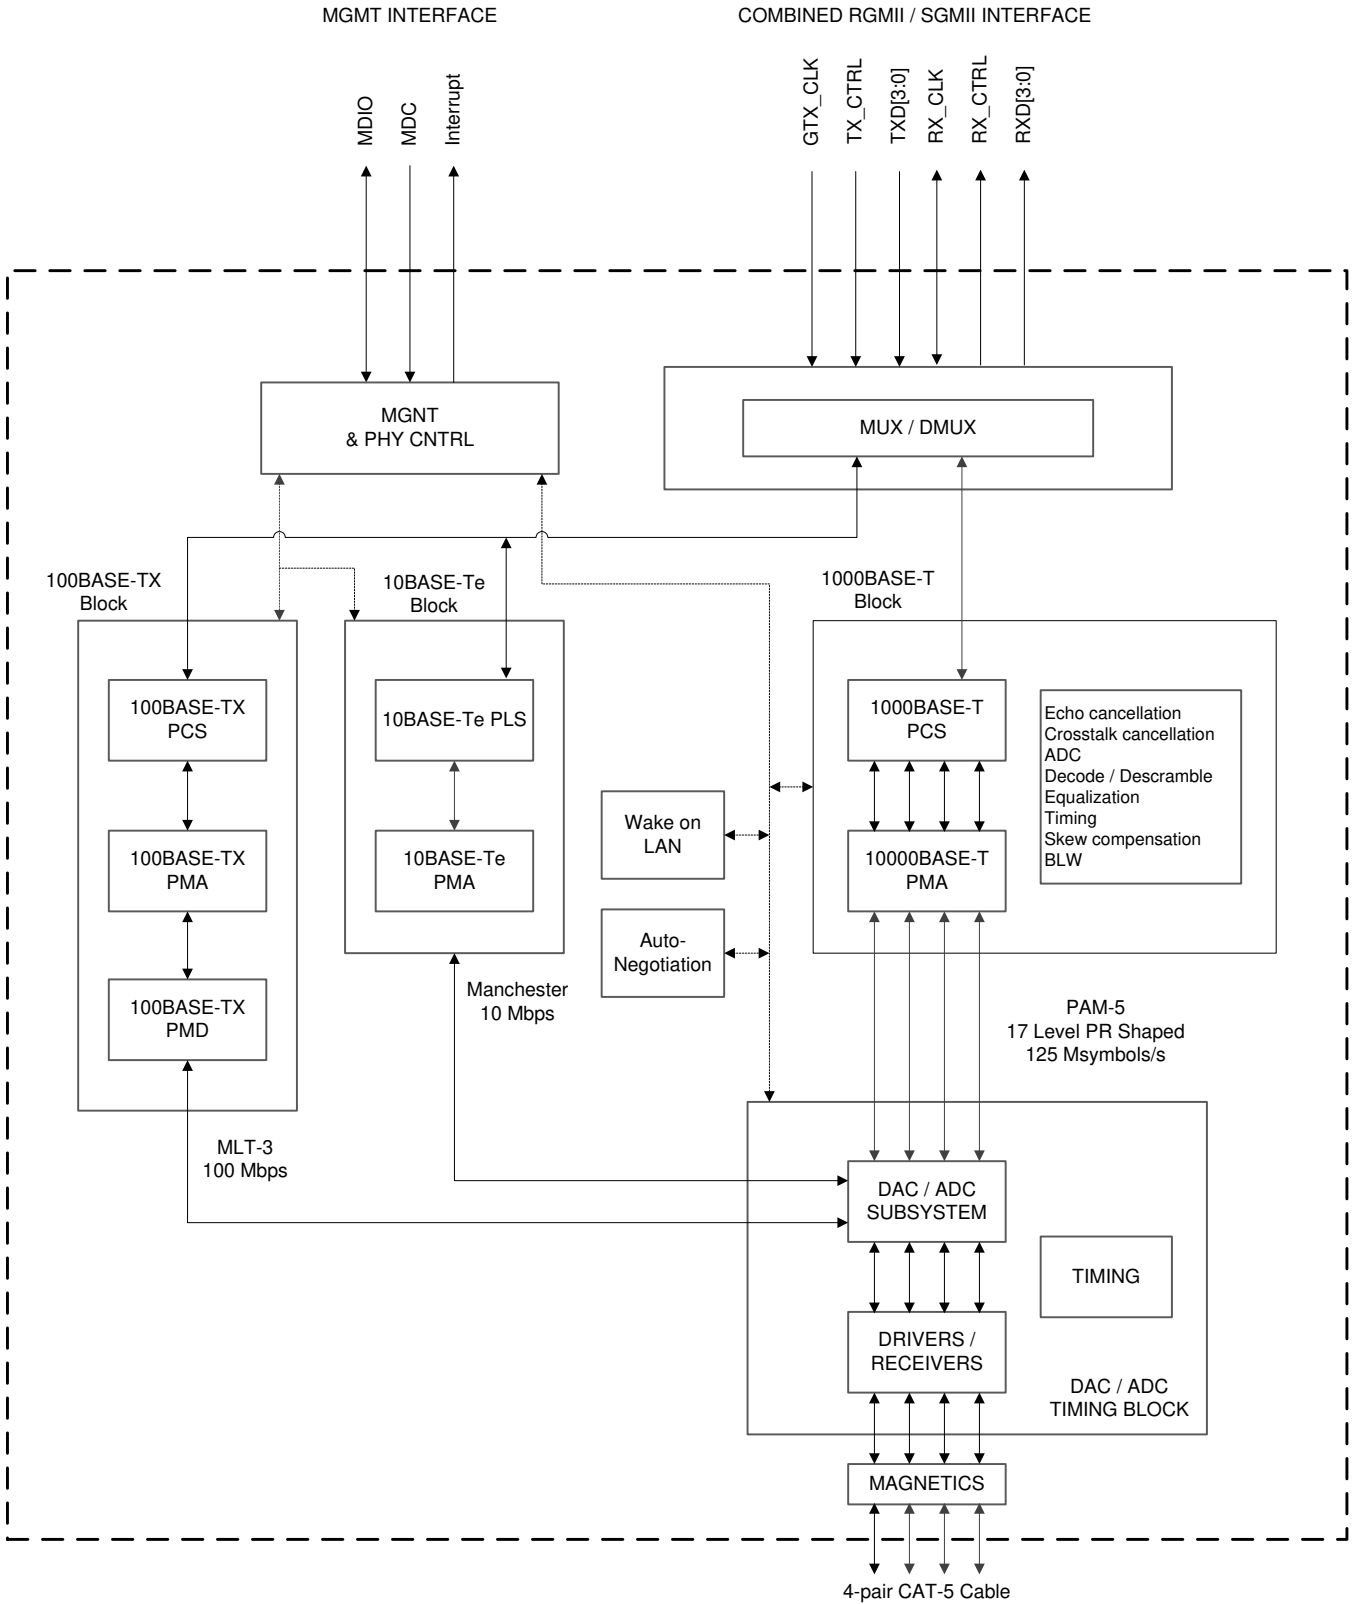 MGMT INTERFACE
COMBINED RGMII / SGMII INTERFACE
MDIO
MDC
Interrupt
GTX_CLK
TX_CTRL
TXD[3:0]
RX_CLK
RX_CTRL
RXD[3:0]
MGNT
& PHY CNTRL
MUX / DMUX
100BASE-TX
Block
10BASE-Te
Block
1000BASE-T
Block
100BASE-TX
PCS
10BASE-Te PLS
1000BASE-T
PCS
Echo cancellation
Crosstalk cancellation
ADC
Decode / Descramble
Equalization
Timing
Skew compensation
BLW
Wake on
LAN
100BASE-TX
PMA
10BASE-Te
PMA
10000BASE-T
PMA
Auto-
Negotiation
100BASE-TX
PMD
Manchester
10 Mbps
PAM-5
17 Level PR Shaped
125 Msymbols/s
MLT-3
100 Mbps
DAC / ADC
SUBSYSTEM
TIMING
DRIVERS /
RECEIVERS
DAC / ADC
TIMING BLOCK
MAGNETICS
4-pair CAT-5 Cable